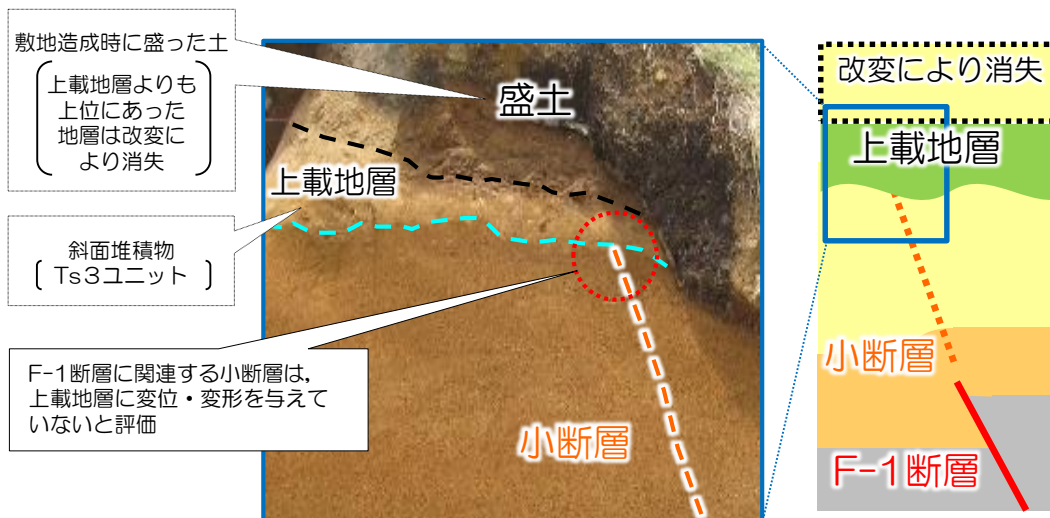 敷地造成時に盛った土
上載地層よりも
上位にあった
地層は改変に
より消失
斜面堆積物
Ts3ユニット
F-1断層に関連する小断層は，
上載地層に変位・変形を与えて
いないと評価
盛土
上載地層
小断層
改変により消失
上載地層
小断層
F-1断層